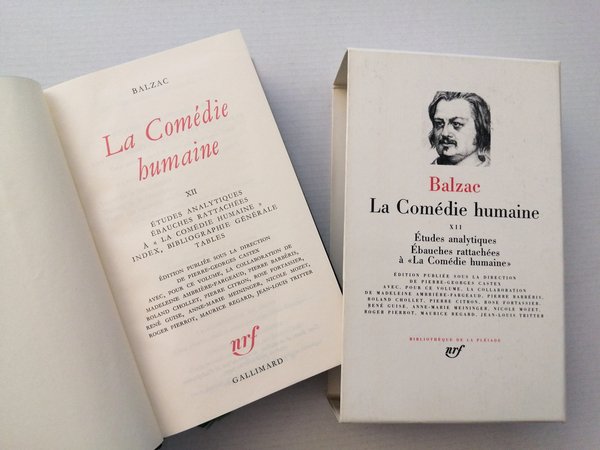 BALZAC
La Comédie
humaine
XII
ÉTUDES ANALYTIQUES
ÉBAUCHES RATTACHÉES
À « LA COMÉDIE HUMAINE »
INDEX, BIBLIOGRAPHIE GÉNÉRALE
TABLES
ÉDITION PUBLIÉE SOUS LA DIRECTION
DE PIERRE-GEORGES CASTEX
AVEC, POUR CE VOLUME, LA COLLABORATION DE
MADELEINE AMBRIÈRE-FARGEAUD, PIERRE BARBÉRIS,
ROLAND CHOLLET, PIERRE CITRON, ROSE FORTASSIER,
RENÉ GUISE, ANNE-MARIE MEININGER, NICOLE MOZET,
ROGER PIERROT, MAURICE REGARD, JEAN-LOUIS TRITTER
nrf
GALLIMARD
Balzac
La Comédie humaine
XII
Études analytiques
Ébauches rattachées
à «La Comédie humaine»
ÉDITION PUBLIÉE SOUS LA DIRECTION
DE PIERRE-GEORGES CASTEX
AVEC, POUR CE VOLUME, LA COLLABORATION
DE MADELEINE AMBRIÈRE-FARGEAUD, PIERRE BARBÉRIS,
ROLAND CHOLLET, PIERRE CITRON, ROSE FORTASSIER,
RENÉ GUISE, ANNE-MARIE MEININGER, NICOLE MOZET,
ROGER PIERROT, MAURICE REGARD, JEAN-LOUIS TRITTER
BIBLIOTHÈQUE DE LA PLÉIADE
nrf